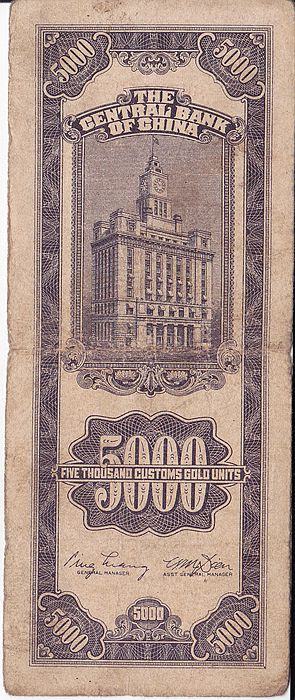 5000 5000
THE
CENTRAL BANK
OF CHINA
5000
FIVE THOUSAND CUSTOMS GOLD UNITS
GENERAL MANAGER ASST GENERAL MANAGER
5000
5000 5000